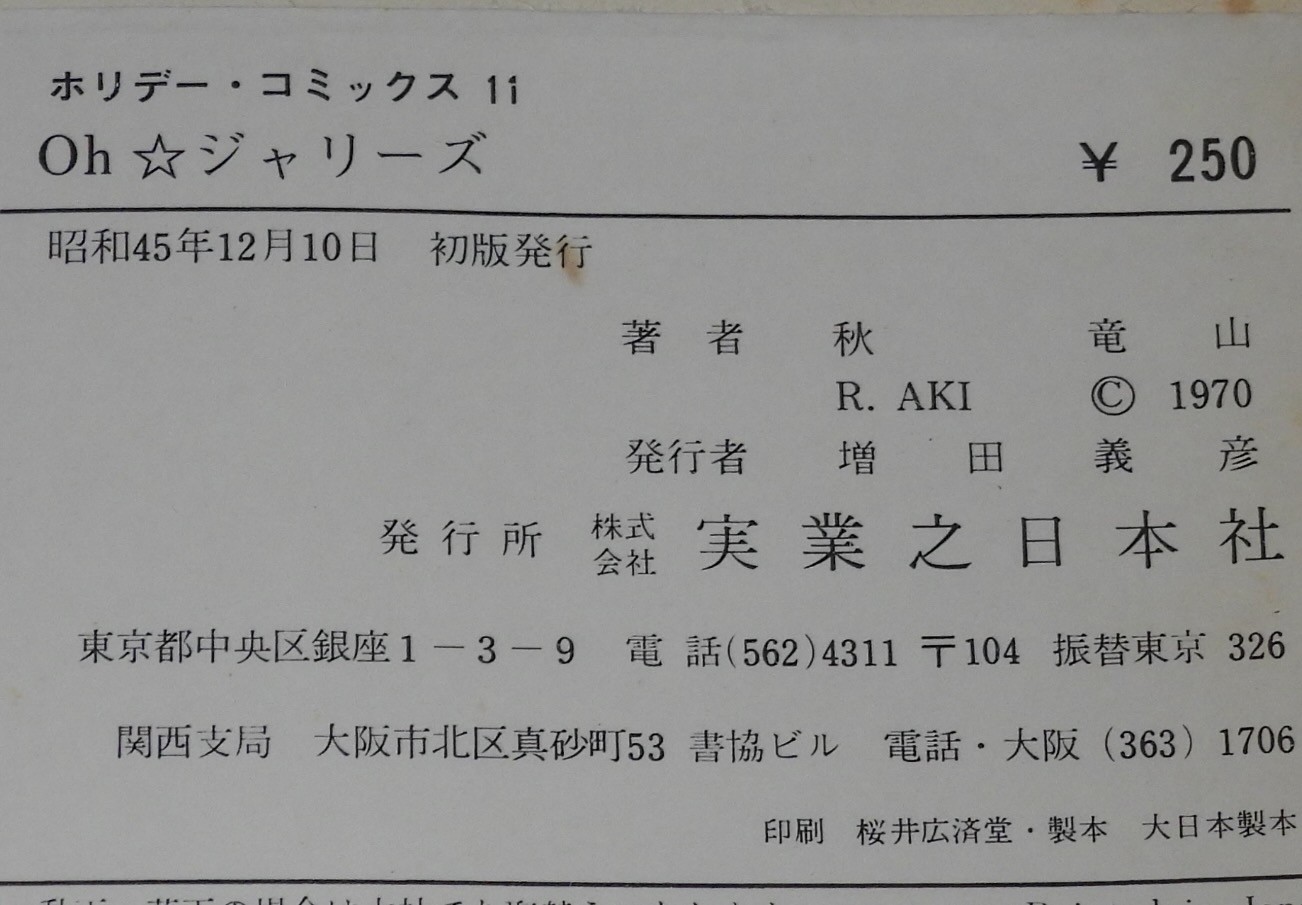 ホリデー・コミックス 11
Oh☆ジャリーズ ¥ 250
昭和45年12月10日 初版発行
著者 秋竜山
R. AKI © 1970
発行者 増田義彦
発行所 株式会社 実業之日本社
東京都中央区銀座1-3-9 電話(562)4311 〒104 振替東京 326
関西支局 大阪市北区真砂町53 書協ビル 電話・大阪(363)1706
印刷 桜井広済堂・製本 大日本製本